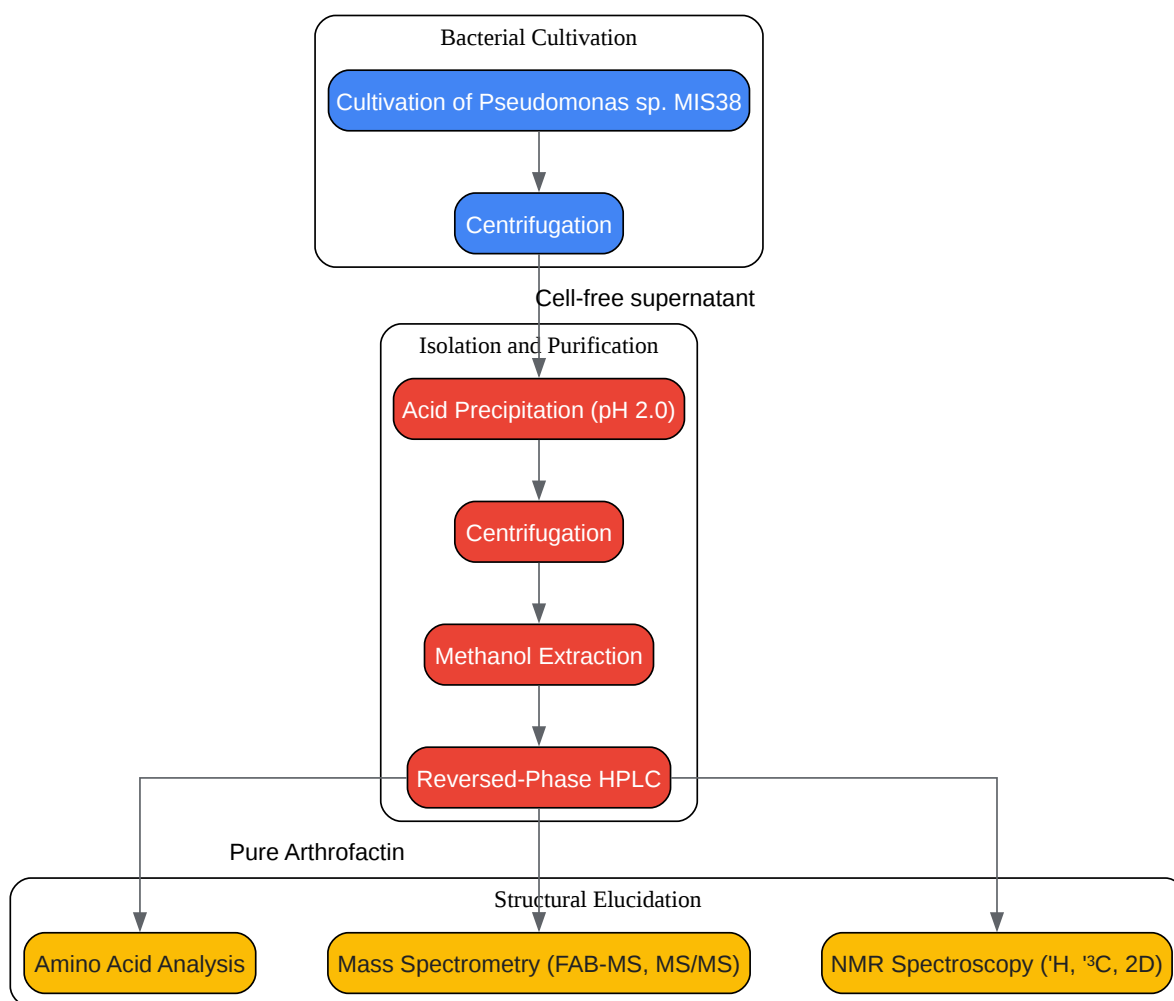 Bacterial Cultivation
Cultivation of Pseudomonas sp. MIS38
Centrifugation
Cell-free supernatant
Isolation and Purification
Acid Precipitation (pH 2.0)
Centrifugation
Methanol Extraction
Reversed-Phase HPLC
Pure Arthrofactin
Structural Elucidation
Amino Acid Analysis
Mass Spectrometry (FAB-MS, MS/MS)
NMR Spectroscopy ('H, '³C, 2D)